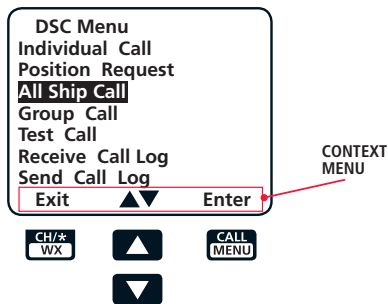 DSC Menu
Individual Call
Position Request
All Ship Call
Group Call
Test Call
Receive Call Log
Send Call Log
Exit ▲▼ Enter
CONTEXT
MENU
CH/*
WX
▲
CALL
MENU
▼